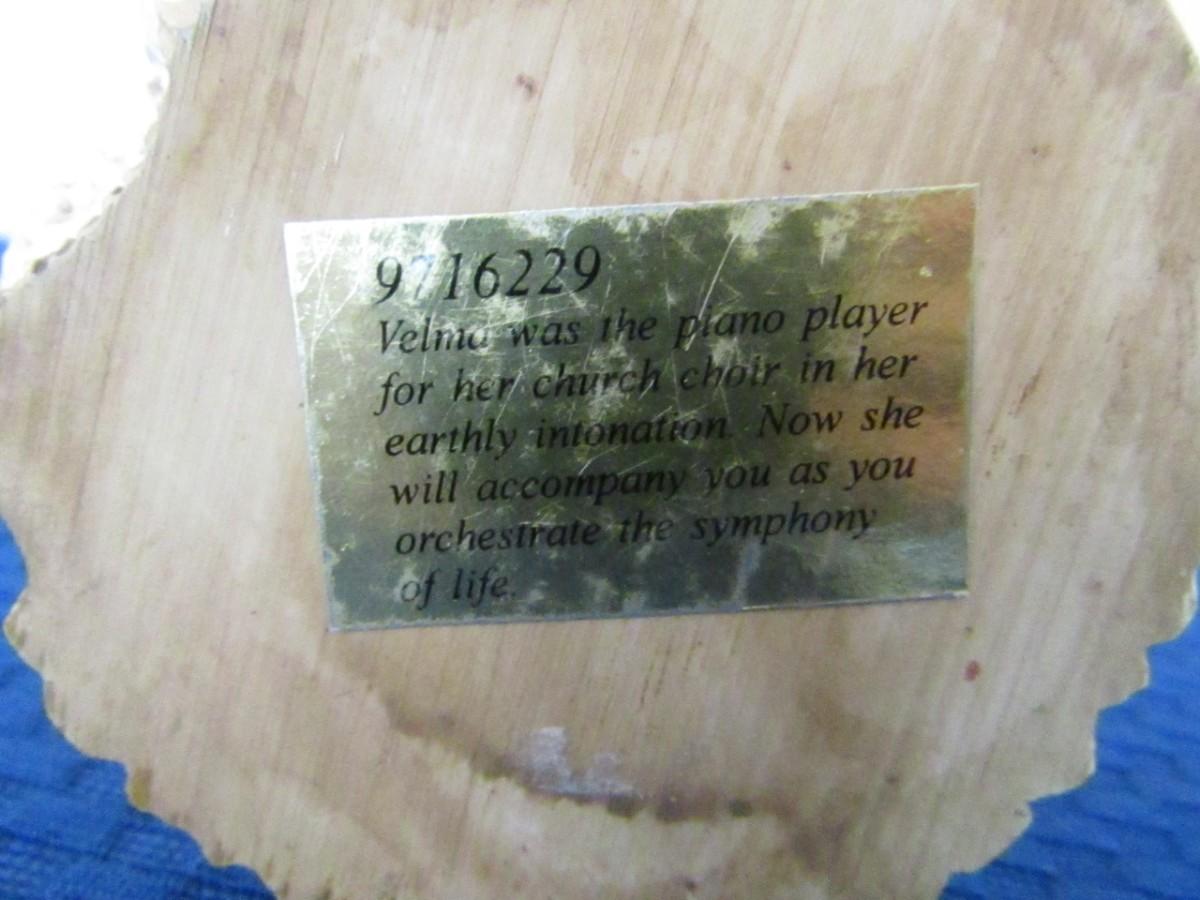 9716229
Velma was the piano player
for her church choir in her
earthly intonation. Now she
will accompany you as you
orchestrate the symphony
of life.